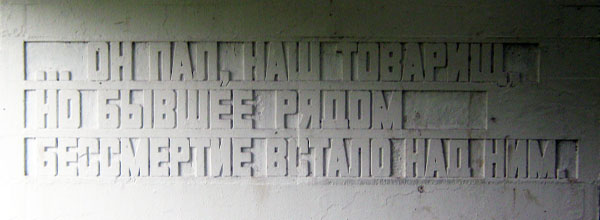 ... ОН ПАЛ, НАШ ТОВАРИЩ,
НО БЫВШЕЕ РЯДОМ
БЕССМЕРТИЕ ВСТАЛО НАД НИМ.